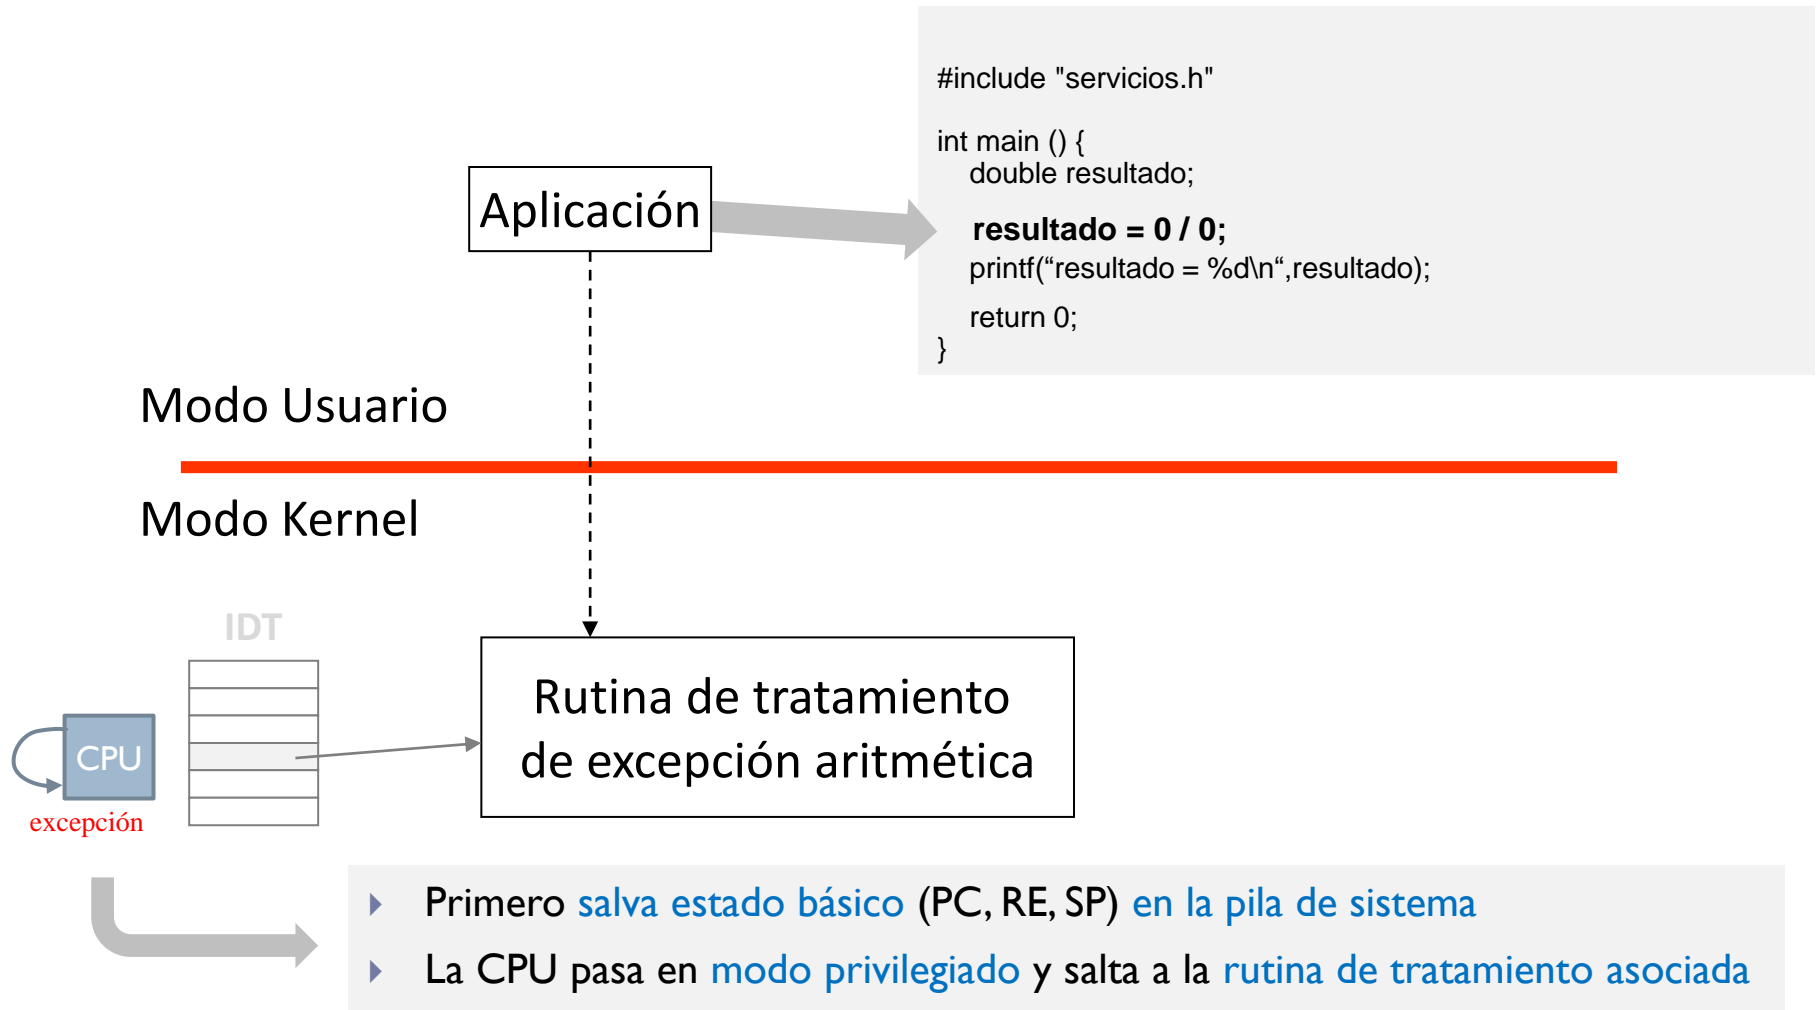 #include "servicios.h"
int main () {
double resultado;
resultado = 0 / 0;
printf(“resultado = %d\n“,resultado);
return 0;
}
Aplicación
Modo Usuario
Modo Kernel
IDT
CPU
excepción
Rutina de tratamiento
de excepción aritmética
Primero salva estado básico (PC, RE, SP) en la pila de sistema
La CPU pasa en modo privilegiado y salta a la rutina de tratamiento asociada